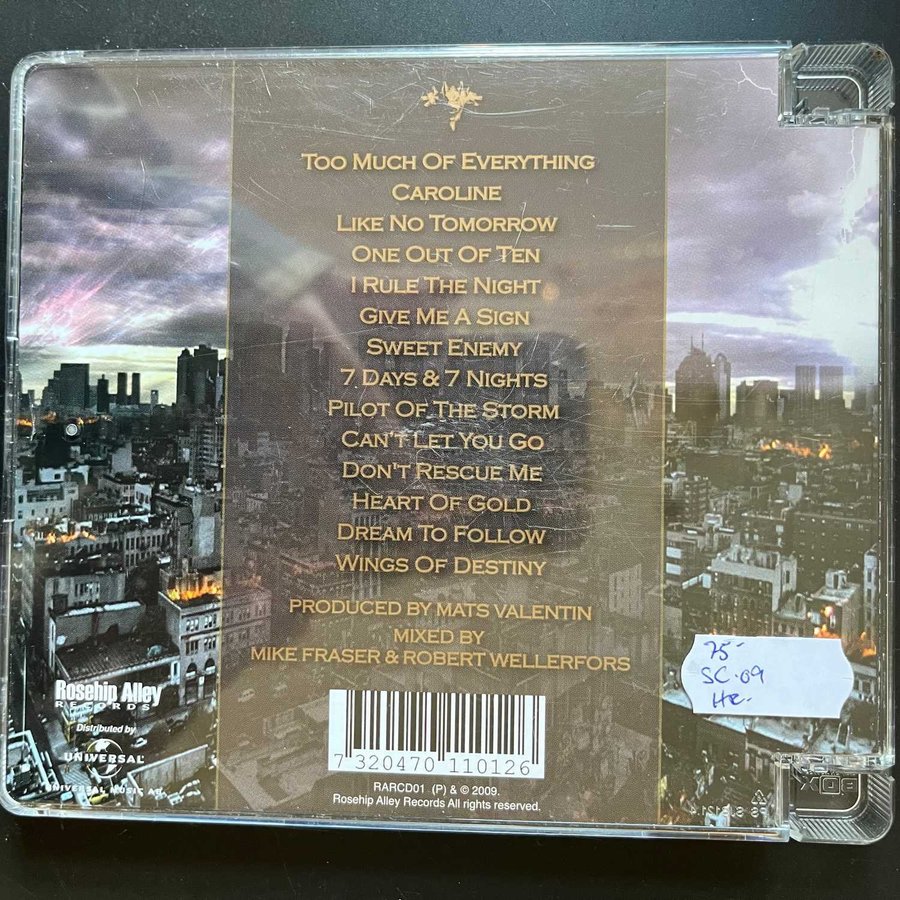 TOO MUCH OF EVERYTHING
CAROLINE
LIKE NO TOMORROW
ONE OUT OF TEN
I RULE THE NIGHT
GIVE ME A SIGN
SWEET ENEMY
7 DAYS & 7 NIGHTS
PILOT OF THE STORM
CAN'T LET YOU GO
DON'T RESCUE ME
HEART OF GOLD
DREAM TO FOLLOW
WINGS OF DESTINY
PRODUCED BY MATS VALENTIN
MIXED BY
MIKE FRASER & ROBERT WELLERFORS
Rosehip Alley
RECORDS
Distributed by
UNIVERSAL
UNIVERSAL MUSIC AB
7 320470 110126
RARCD01 (P) & © 2009.
Rosehip Alley Records All rights reserved.
75-
SC.09